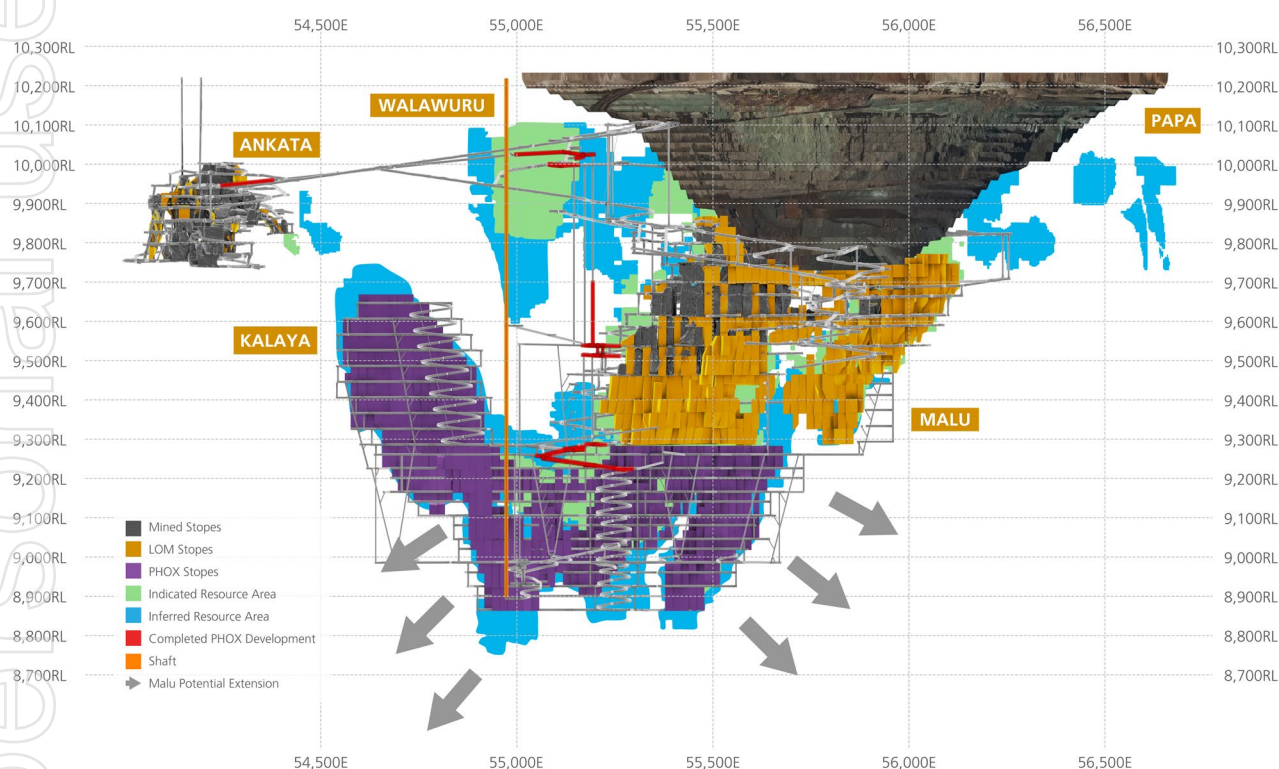 54,500E 55,000E 55,500E 56,000E 56,500E
10,300RL 10,300RL
10,200RL 10,200RL
WALAWURU
10,100RL 10,100RL
PAPA
ANKATA
10,000RL 10,000RL
9,900RL 9,900RL
9,800RL 9,800RL
9,700RL 9,700RL
9,600RL 9,600RL
KALAYA
9,500RL 9,500RL
9,400RL 9,400RL
MALU
9,300RL 9,300RL
9,200RL 9,200RL
9,100RL 9,100RL
9,000RL 9,000RL
8,900RL 8,900RL
8,800RL 8,800RL
8,700RL 8,700RL
Mined Stopes
LOM Stopes
PHOX Stopes
Indicated Resource Area
Inferred Resource Area
Completed PHOX Development
Shaft
Malu Potential Extension
54,500E 55,000E 55,500E 56,000E 56,500E